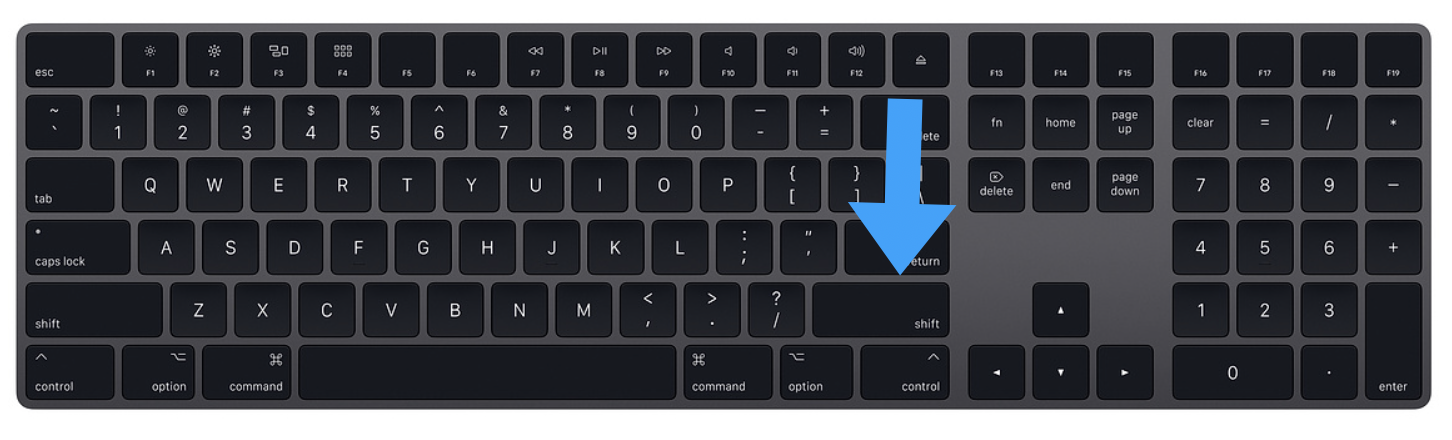 esc F1 F2 F3 F4 F5 F6 F7 F8 F9 F10 F11 F12 F13 F14 F15 F16 F17 F18 F19
~ ! @ # $ % ^ & * ( ) — +
` 1 2 3 4 5 6 7 8 9 0 - = ete fn home page up clear = / *
tab Q W E R T Y U I O P { [ } ] | \ delete end page down 7 8 9 −
caps lock A S D F G H J K L : ; " ' eturn 4 5 6 +
shift Z X C V B N M < , > . ? / shift 1 2 3
control option command command option control 0 . enter